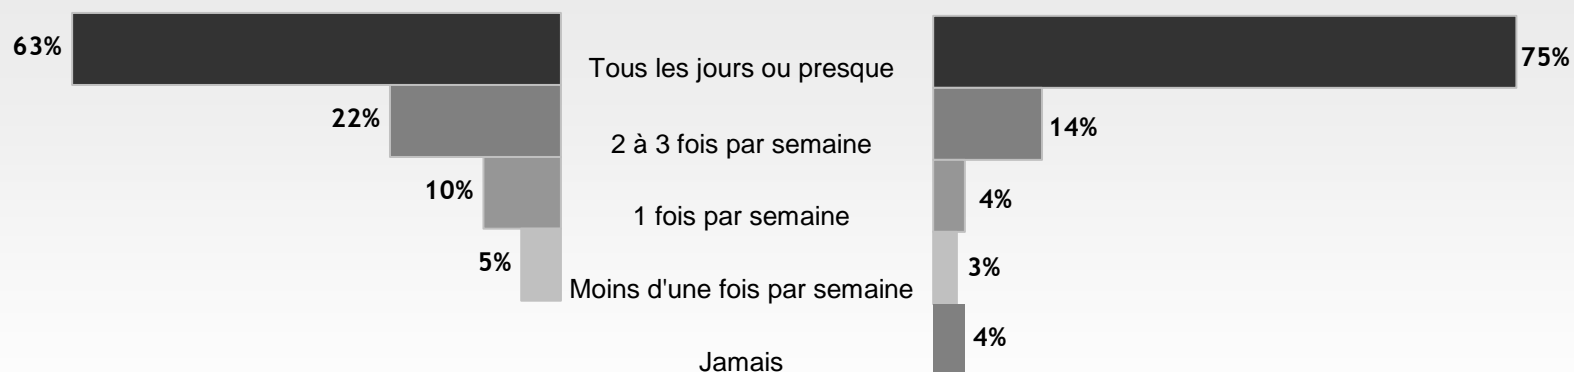 63% Tous les jours ou presque 75%
22% 2 à 3 fois par semaine 14%
10% 1 fois par semaine 4%
5% Moins d'une fois par semaine 3%
Jamais 4%